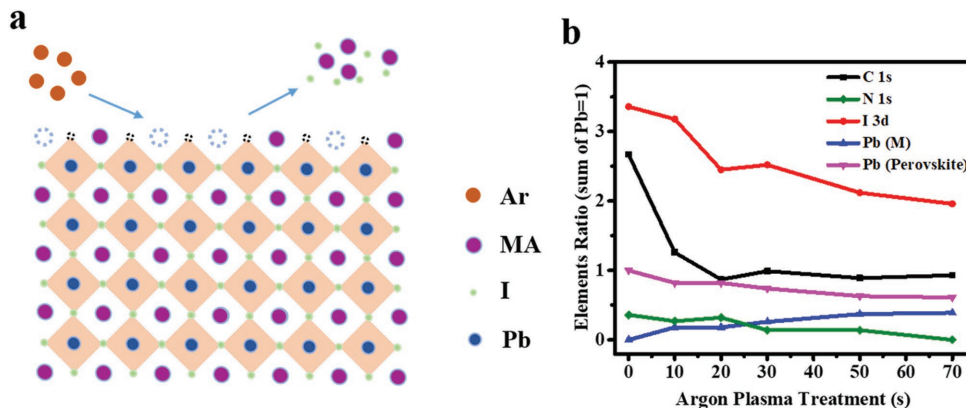 a
Ar
MA
I
Pb
b
Elements Ratio (sum of Pb=1)
4
3
2
1
0
C 1s
N 1s
I 3d
Pb (M)
Pb (Perovskite)
0 10 20 30 40 50 60 70
Argon Plasma Treatment (s)